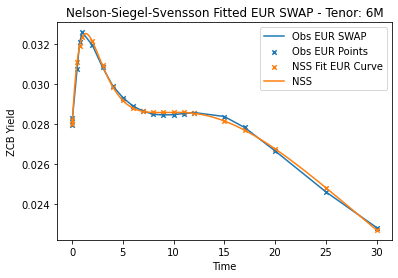 Nelson-Siegel-Svensson Fitted EUR SWAP - Tenor: 6M
Obs EUR SWAP
Obs EUR Points
NSS Fit EUR Curve
NSS
ZCB Yield
0.032
0.030
0.028
0.026
0.024
0 5 10 15 20 25 30
Time